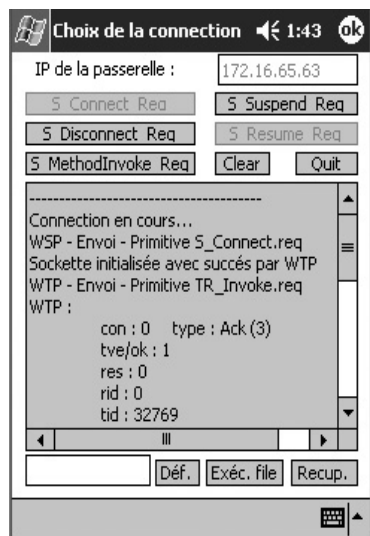 Choix de la connection 1:43 ok
IP de la passerelle : 172.16.65.63
S Connect Req S Suspend Req
S Disconnect Req S Resume Req
S MethodInvoke Req Clear Quit
---------------------------------------
Connection en cours...
WSP - Envoi - Primitive S_Connect.req
Sockette initialisée avec succés par WTP
WTP - Envoi - Primitive TR_Invoke.req
WTP :
con : 0 type : Ack (3)
tve/ok : 1
res : 0
rid : 0
tid : 32769
Déf. Exéc. file Recup.